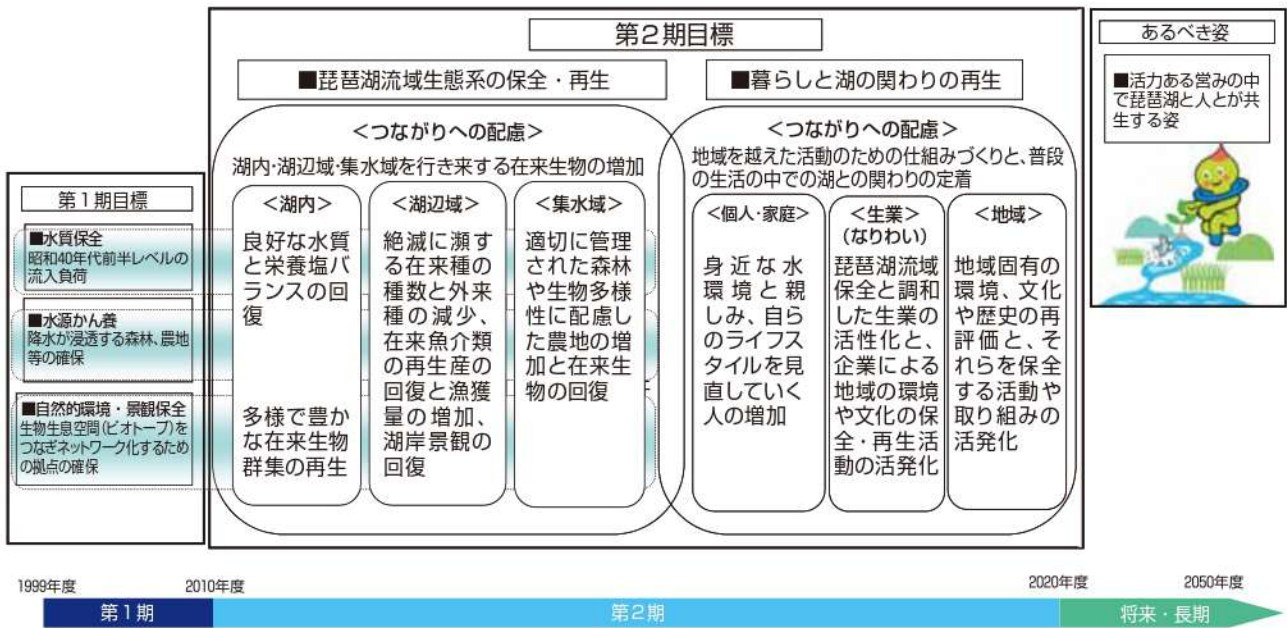 第2期目標
■琵琶湖流域生態系の保全・再生
<つながりへの配慮>
湖内・湖辺域・集水域を行き来する在来生物の増加
<湖内>
良好な水質
と栄養塩バ
ランスの回
復
多様で豊か
な在来生物
群集の再生
<湖辺域>
絶滅に瀕す
る在来種の
種数と外来
種の減少、
在来魚介類
の再生産の
回復と漁獲
量の増加、
湖岸景観の
回復
<集水域>
適切に管理
された森林
や生物多様
性に配慮し
た農地の増
加と在来生
物の回復
■暮らしと湖の関わりの再生
<つながりへの配慮>
地域を越えた活動のための仕組みづくりと、普段
の生活の中での湖との関わりの定着
<個人・家庭>
身近な水
環境と親
しみ、自ら
のライフス
タイルを見
直していく
人の増加
<生業>
(なりわい)
琵琶湖流域
保全と調和
した生業の
活性化と、
企業による
地域の環境
や文化の保
全・再生活
動の活発化
<地域>
地域固有の
環境、文化
や歴史の再
評価と、そ
れらを保全
する活動や
取り組みの
活発化
あるべき姿
■活力ある営みの中
で琵琶湖と人とが共
生する姿
第1期目標
■水質保全
昭和40年代前半レベルの
流入負荷
■水源かん養
降水が浸透する森林、農地
等の確保
■自然的環境・景観保全
生物生息空間(ビオトープ)を
つなぎネットワーク化するため
の拠点の確保
1999年度
2010年度
2020年度
2050年度
第1期
第2期
将来・長期